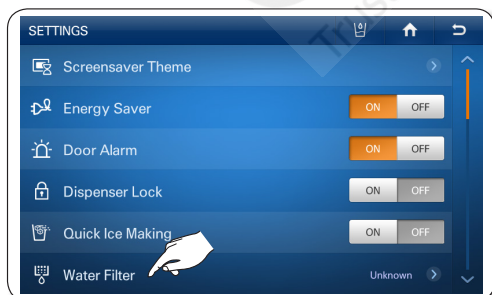 SETTINGS
Screensaver Theme
Energy Saver ON OFF
Door Alarm ON OFF
Dispenser Lock ON OFF
Quick Ice Making ON OFF
Water Filter Unknown